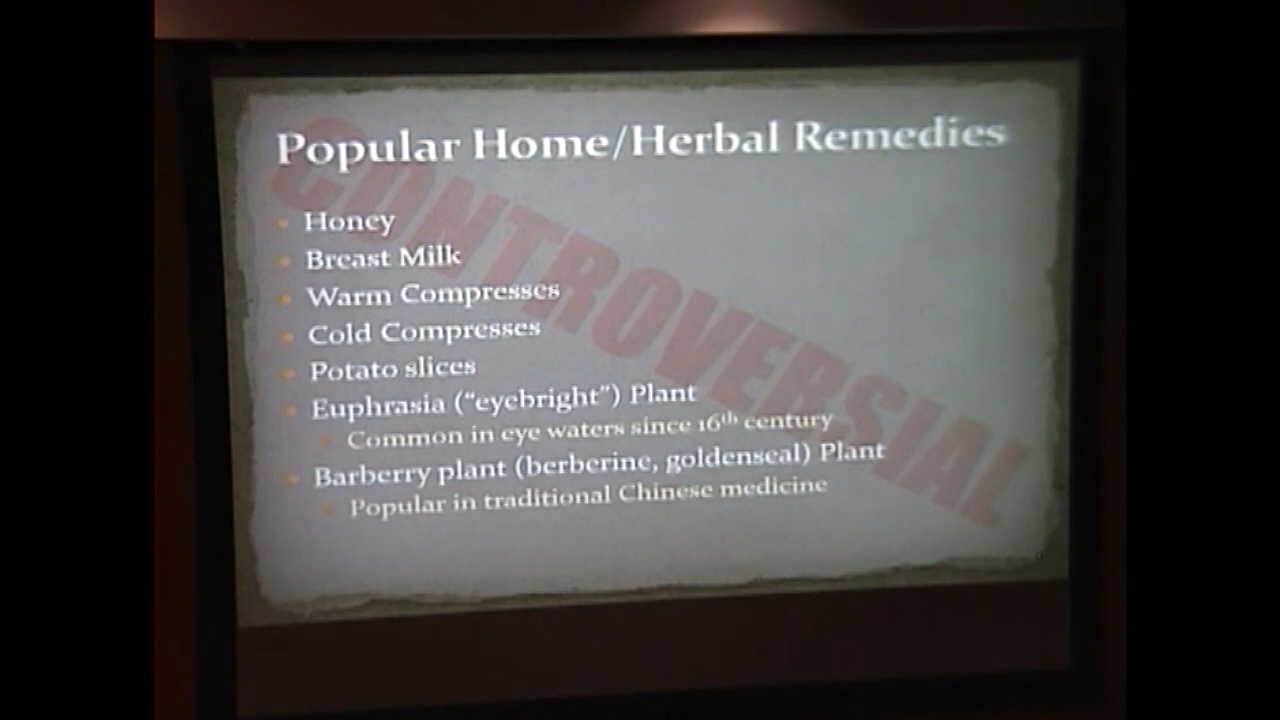 Popular Home/Herbal Remedies
CONTROVERSIAL
Honey
Breast Milk
Warm Compresses
Cold Compresses
Potato slices
Euphrasia (“eyebright”) Plant
Common in eye waters since 16th century
Barberry plant (berberine, goldenseal) Plant
Popular in traditional Chinese medicine